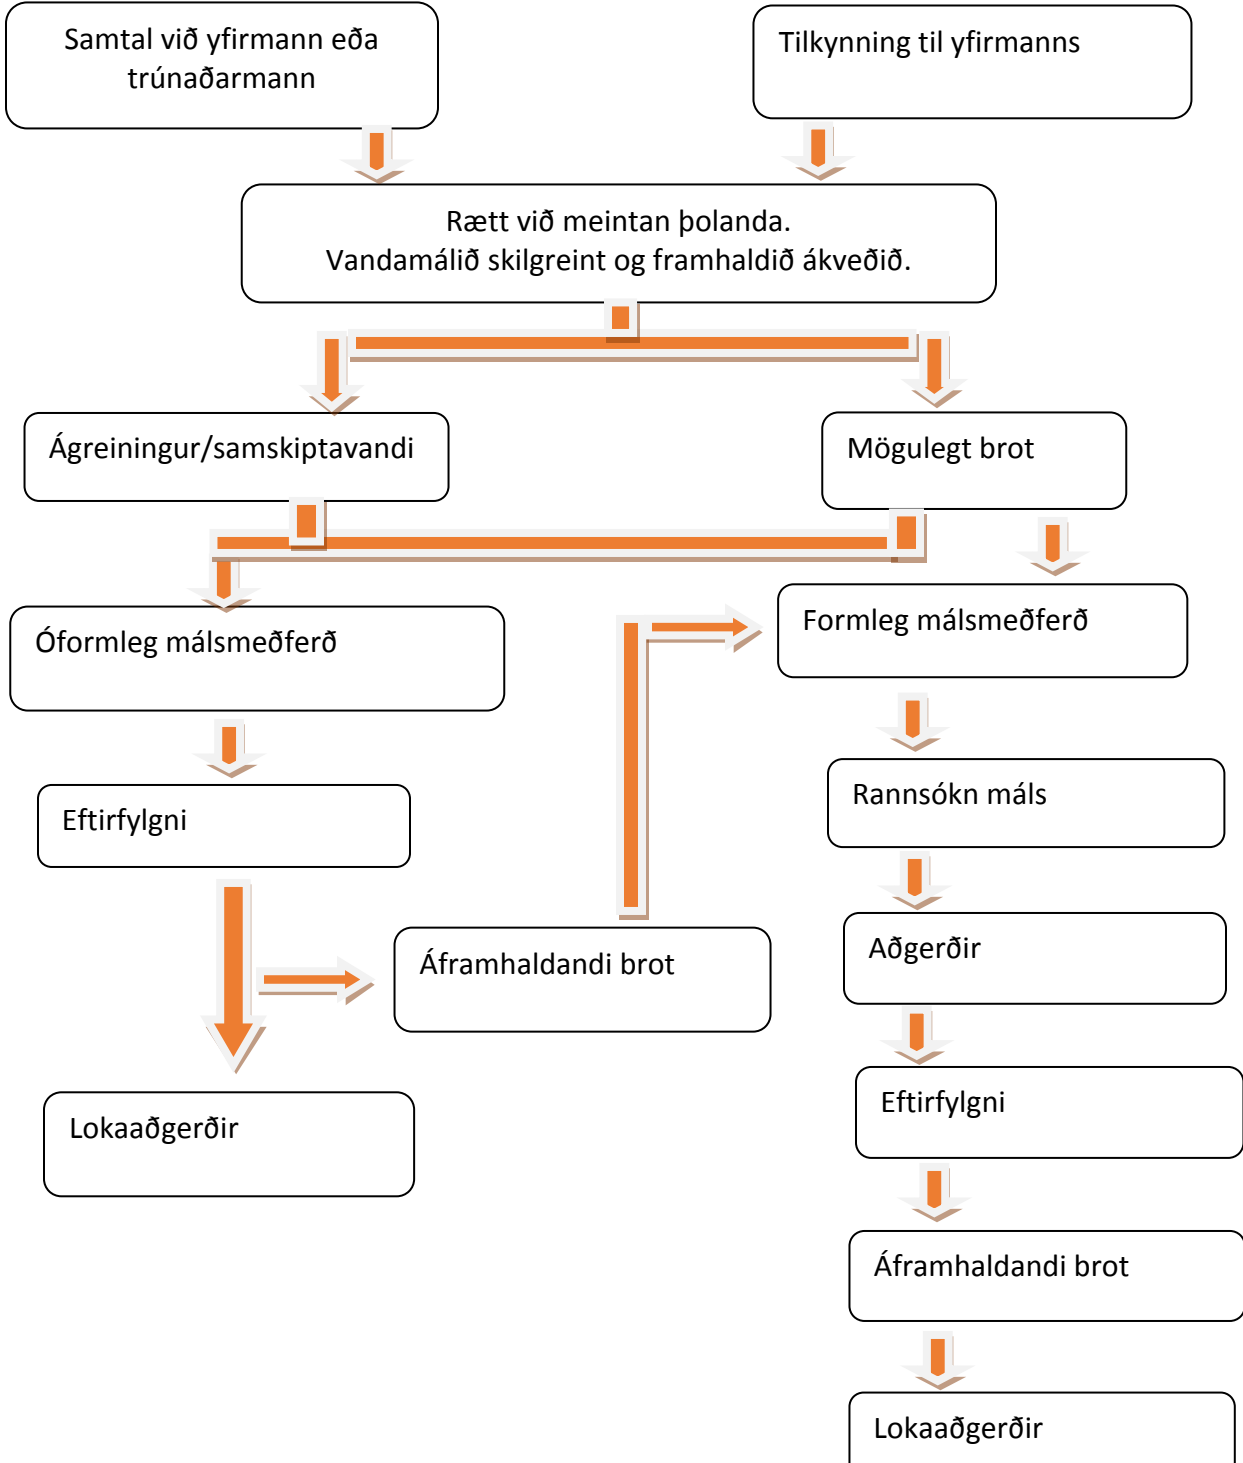 Samtal við yfirmann eða
trúnaðarmann
Tilkynning til yfirmanns
Rætt við meintan þolanda.
Vandamálið skilgreint og framhaldið ákveðið.
Ágreiningur/samskiptavandi
Mögulegt brot
Óformleg málsmeðferð
Formleg málsmeðferð
Eftirfylgni
Rannsókn máls
Áframhaldandi brot
Aðgerðir
Lokaaðgerðir
Eftirfylgni
Áframhaldandi brot
Lokaaðgerðir